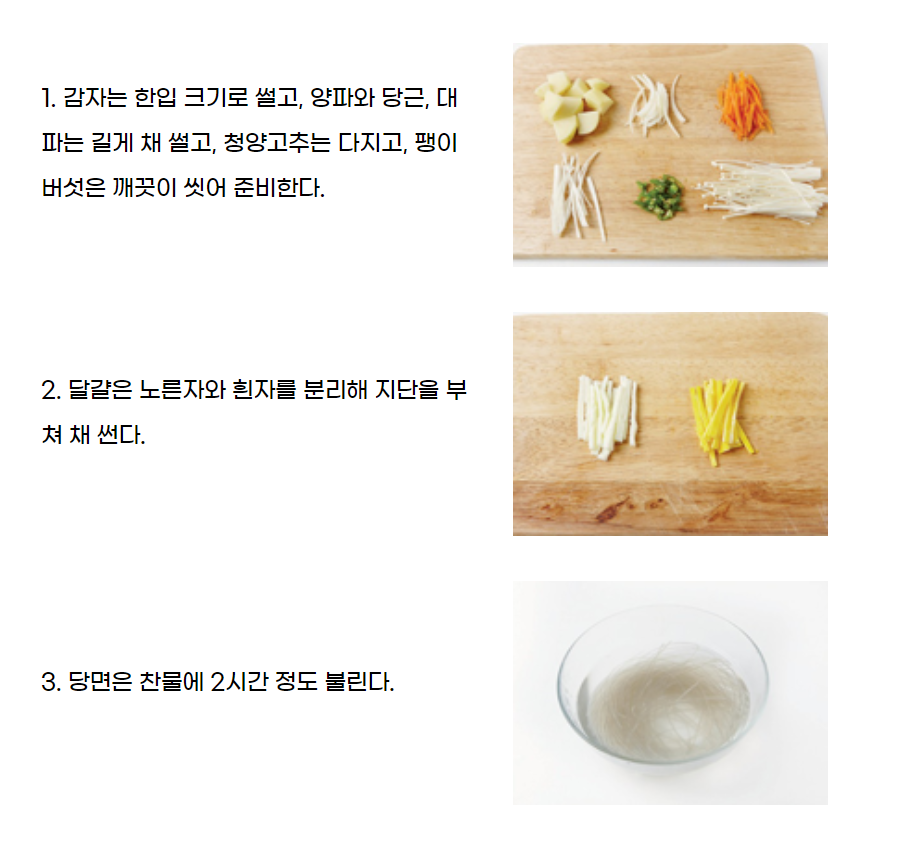 1. 감자는 한입 크기로 썰고, 양파와 당근, 대
파는 길게 채 썰고, 청양고추는 다지고, 팽이
버섯은 깨끗이 씻어 준비한다.
2. 달걀은 노른자와 흰자를 분리해 지단을 부
쳐 채 썬다.
3. 당면은 찬물에 2시간 정도 불린다.